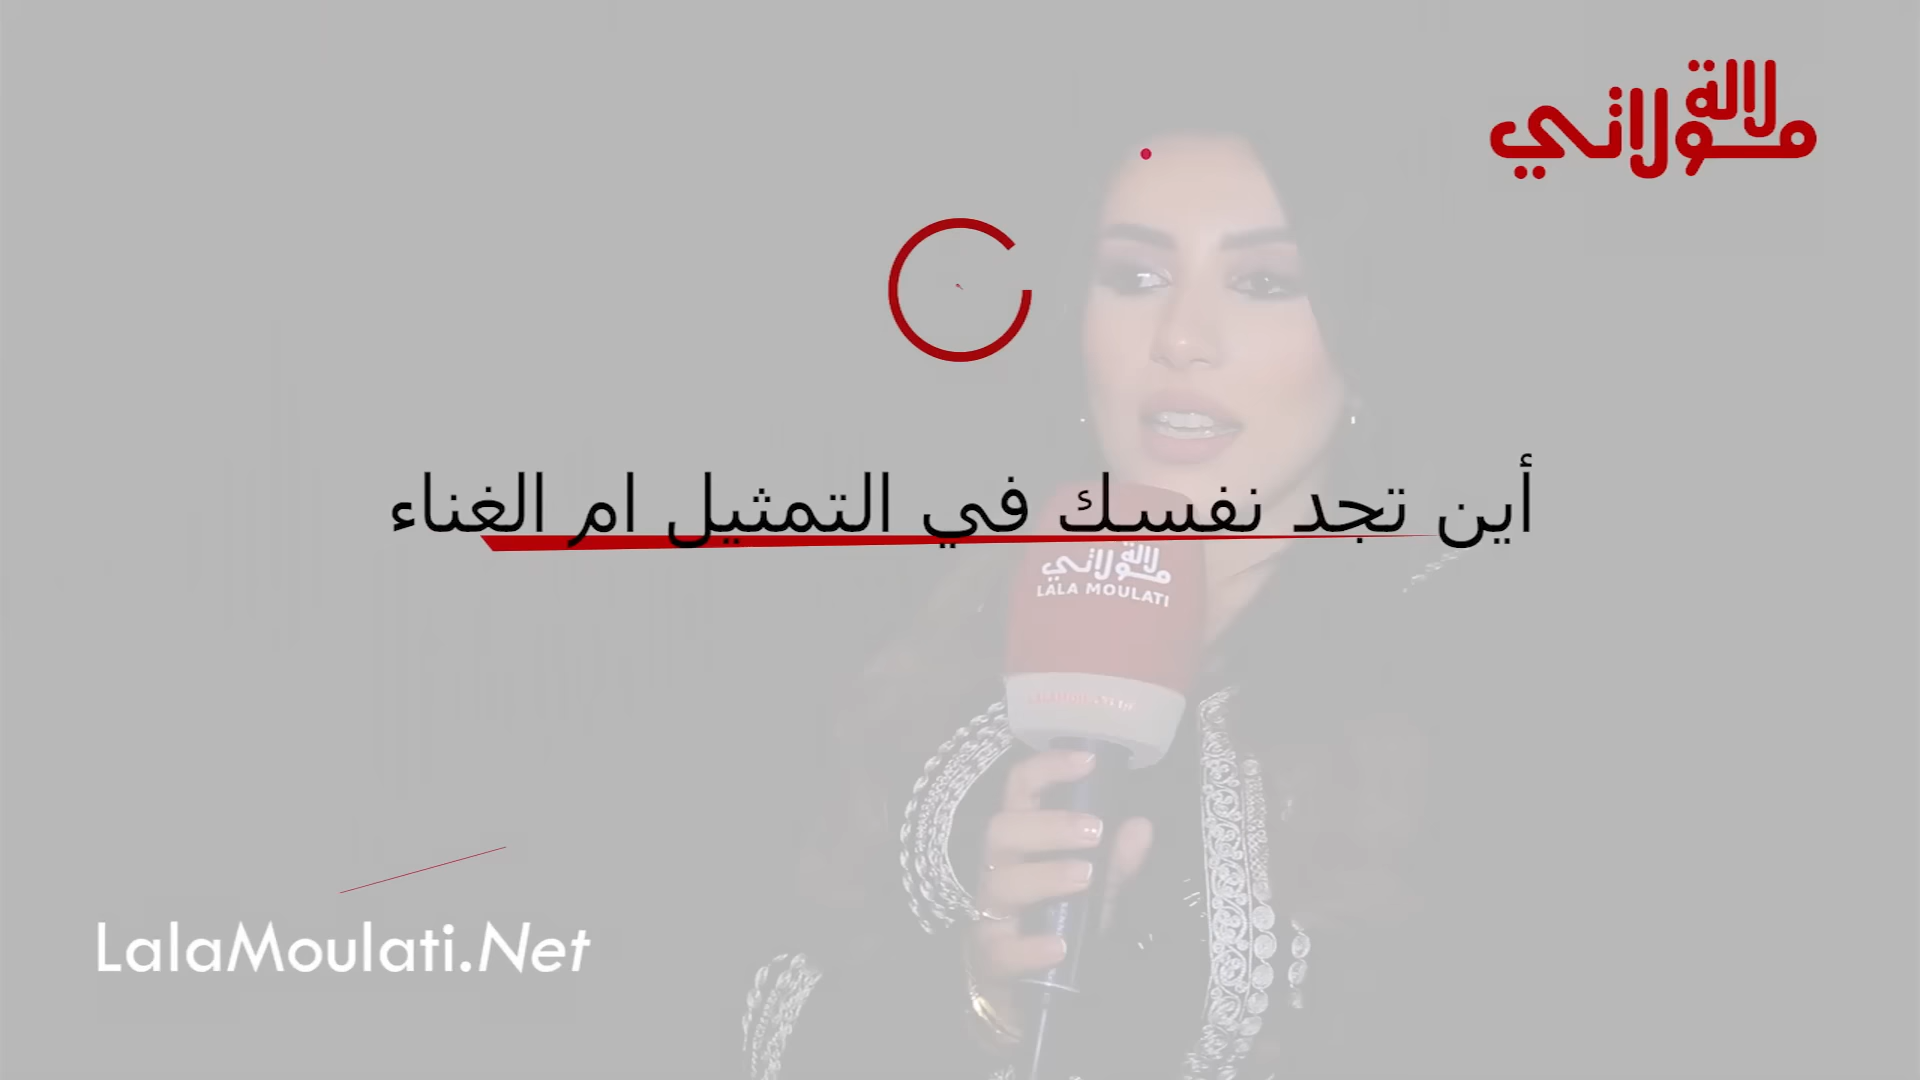 لالة
مولاتي
أين تجد نفسك في التمثيل ام الغناء
لالة
مولاتي
LALA MOULATI
LalaMoulati.Net